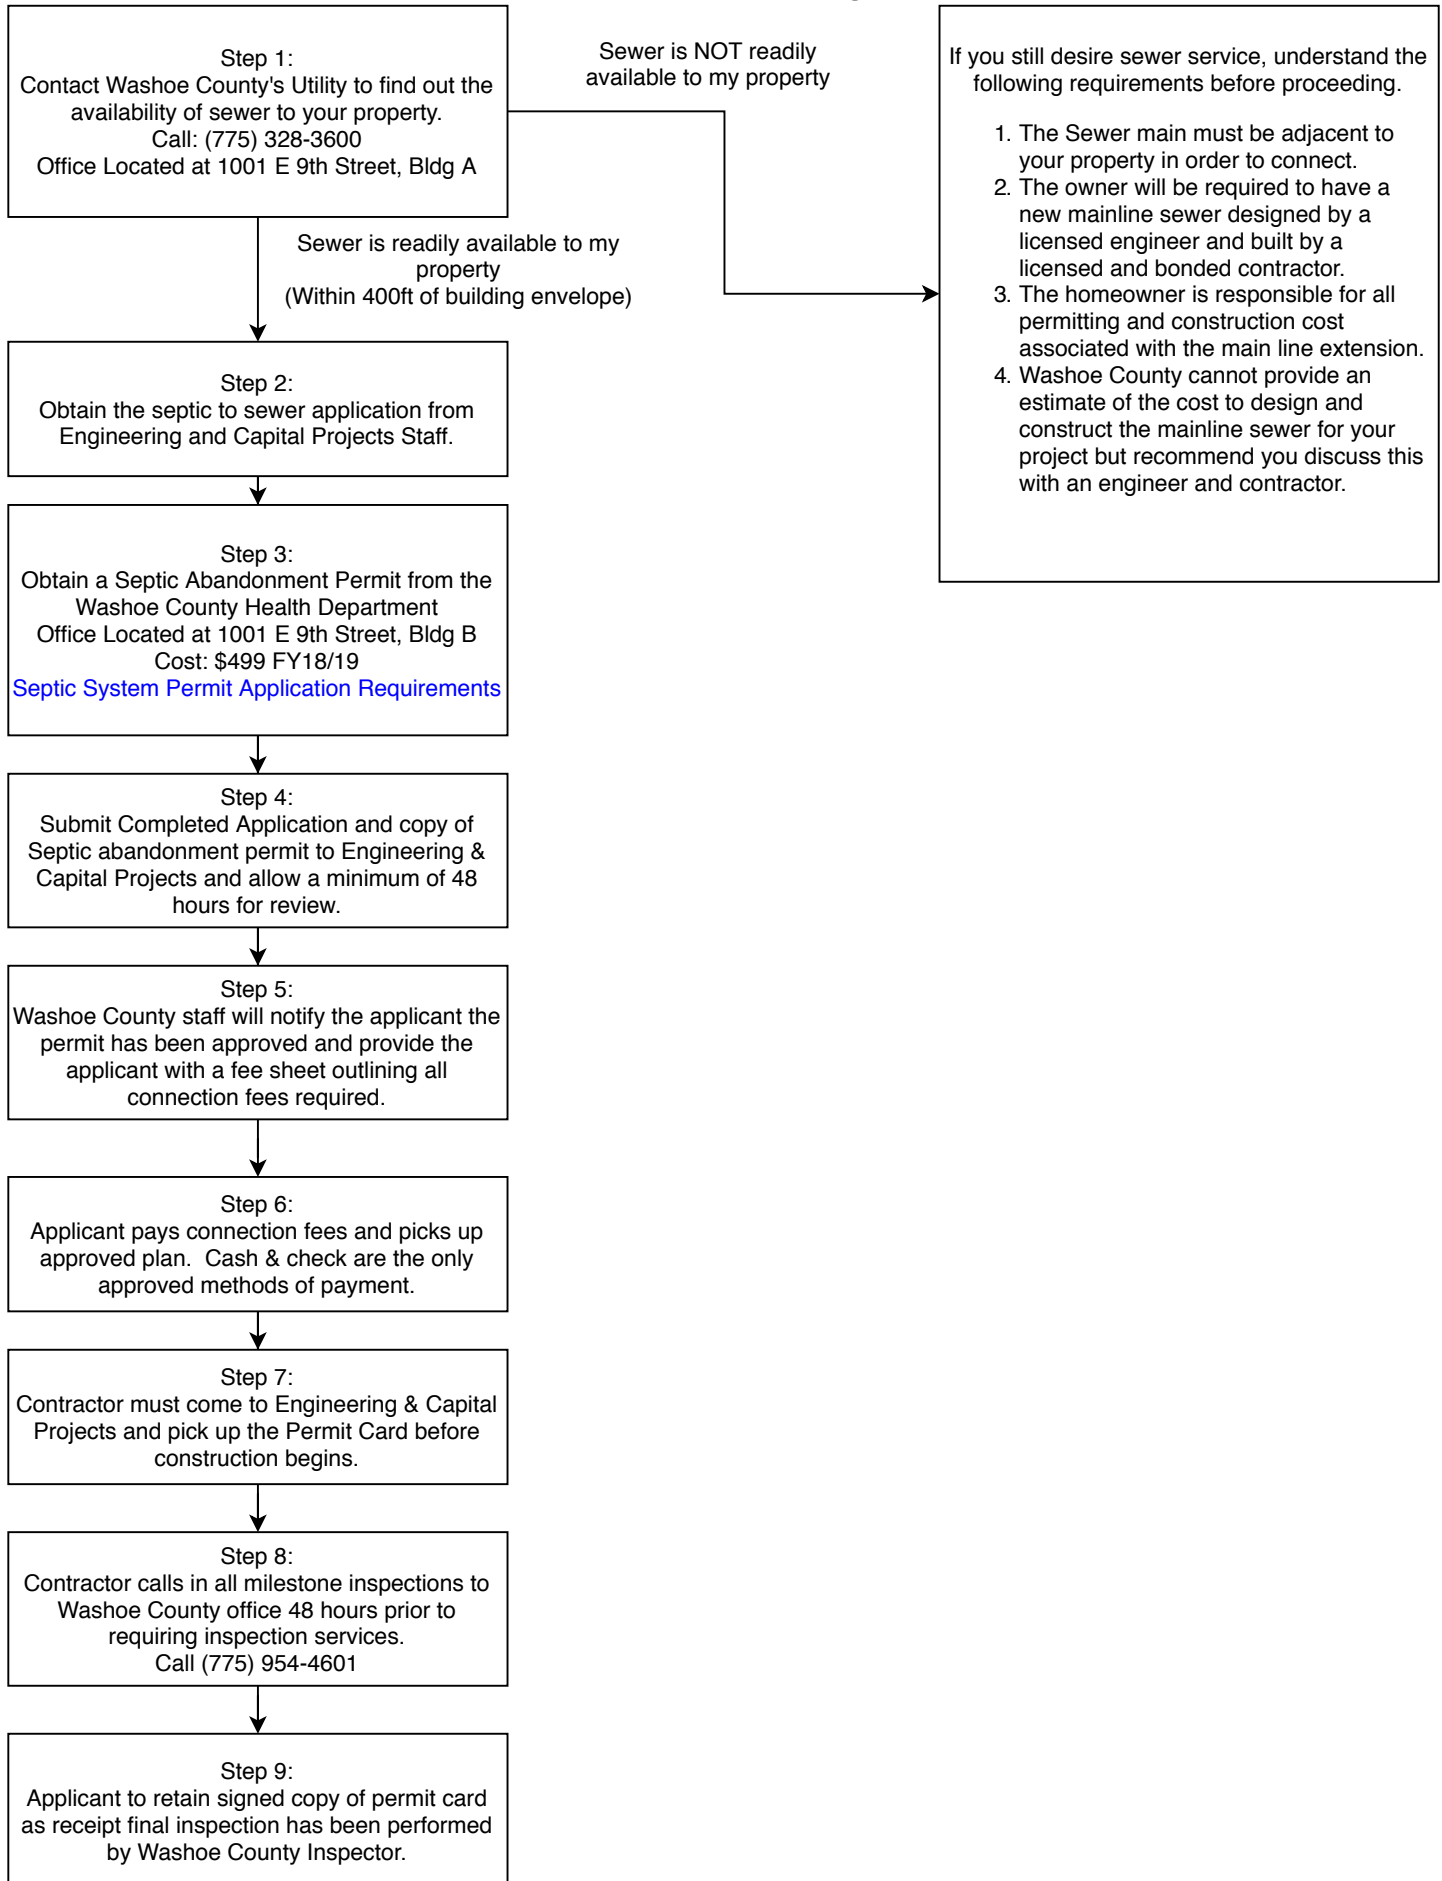 Step 1:
Contact Washoe County's Utility to find out the
availability of sewer to your property.
Call: (775) 328-3600
Office Located at 1001 E 9th Street, Bldg A
Sewer is NOT readily
available to my property
If you still desire sewer service, understand the
following requirements before proceeding.
1. The Sewer main must be adjacent to
your property in order to connect.
2. The owner will be required to have a
new mainline sewer designed by a
licensed engineer and built by a
licensed and bonded contractor.
3. The homeowner is responsible for all
permitting and construction cost
associated with the main line extension.
4. Washoe County cannot provide an
estimate of the cost to design and
construct the mainline sewer for your
project but recommend you discuss this
with an engineer and contractor.
Sewer is readily available to my
property
(Within 400ft of building envelope)
Step 2:
Obtain the septic to sewer application from
Engineering and Capital Projects Staff.
Step 3:
Obtain a Septic Abandonment Permit from the
Washoe County Health Department
Office Located at 1001 E 9th Street, Bldg B
Cost: $499 FY18/19
Septic System Permit Application Requirements
Step 4:
Submit Completed Application and copy of
Septic abandonment permit to Engineering &
Capital Projects and allow a minimum of 48
hours for review.
Step 5:
Washoe County staff will notify the applicant the
permit has been approved and provide the
applicant with a fee sheet outlining all
connection fees required.
Step 6:
Applicant pays connection fees and picks up
approved plan.  Cash & check are the only
approved methods of payment.
Step 7:
Contractor must come to Engineering & Capital
Projects and pick up the Permit Card before
construction begins.
Step 8:
Contractor calls in all milestone inspections to
Washoe County office 48 hours prior to
requiring inspection services.
Call (775) 954-4601
Step 9:
Applicant to retain signed copy of permit card
as receipt final inspection has been performed
by Washoe County Inspector.